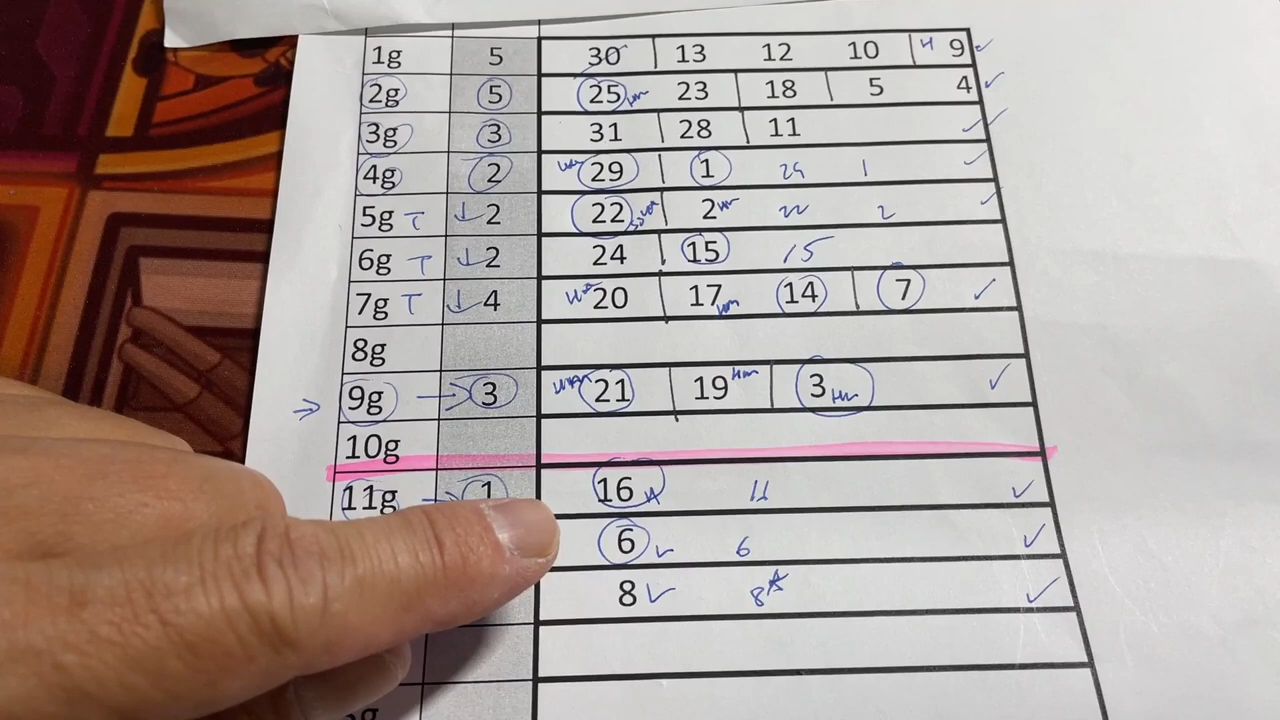 1g 5 30 13 12 10 H 9
2g 5 25 23 18 5 4
3g 3 31 28 11
4g 2 29 1 29 1
5g T 2 22 2 22 2
6g T 2 24 15 15
7g T 4 20 17 14 7
8g
9g 3 21 19 3
10g
11g 1 16 11
6 6
8 8